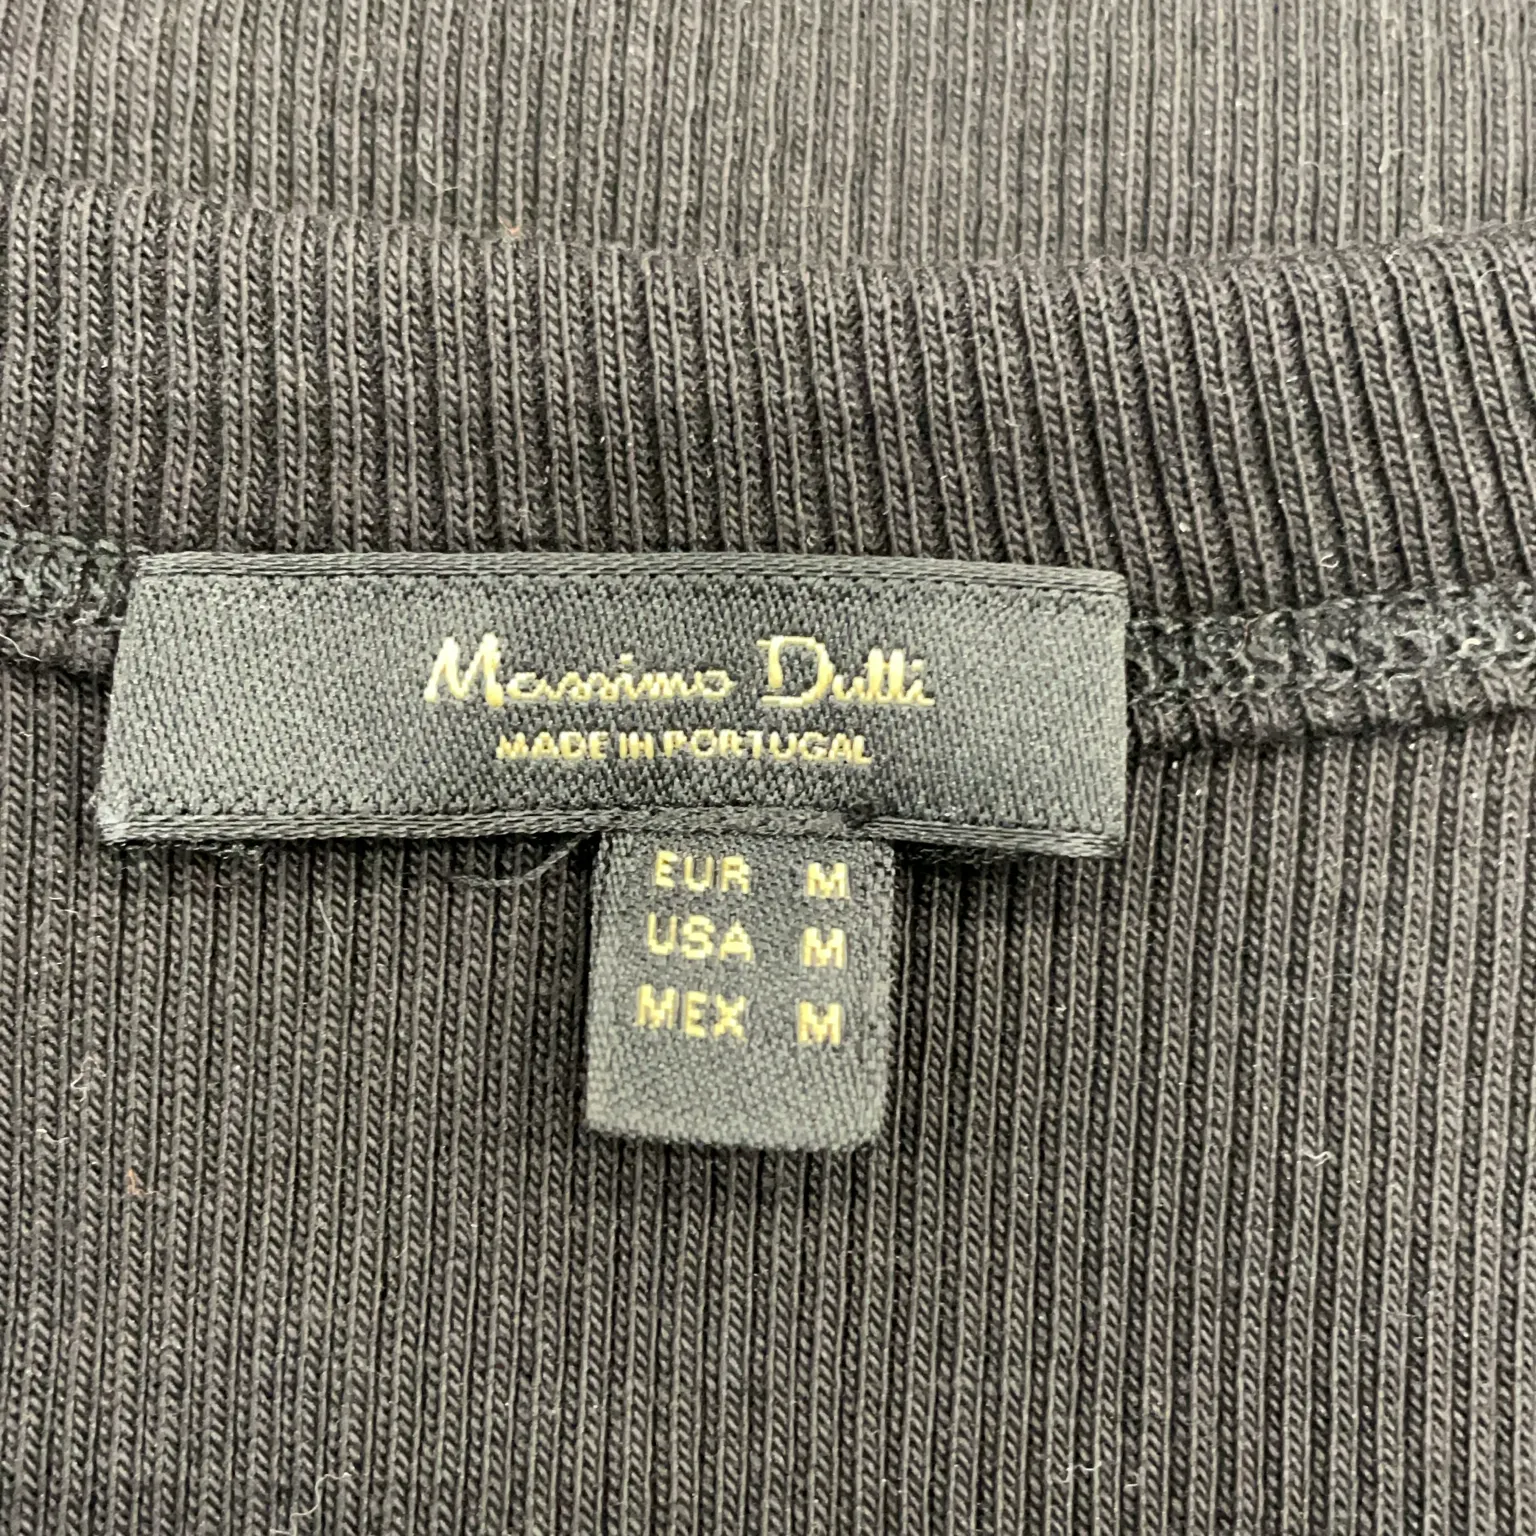 Massimo Dutti
MADE IN PORTUGAL
EUR M
USA M
MEX M